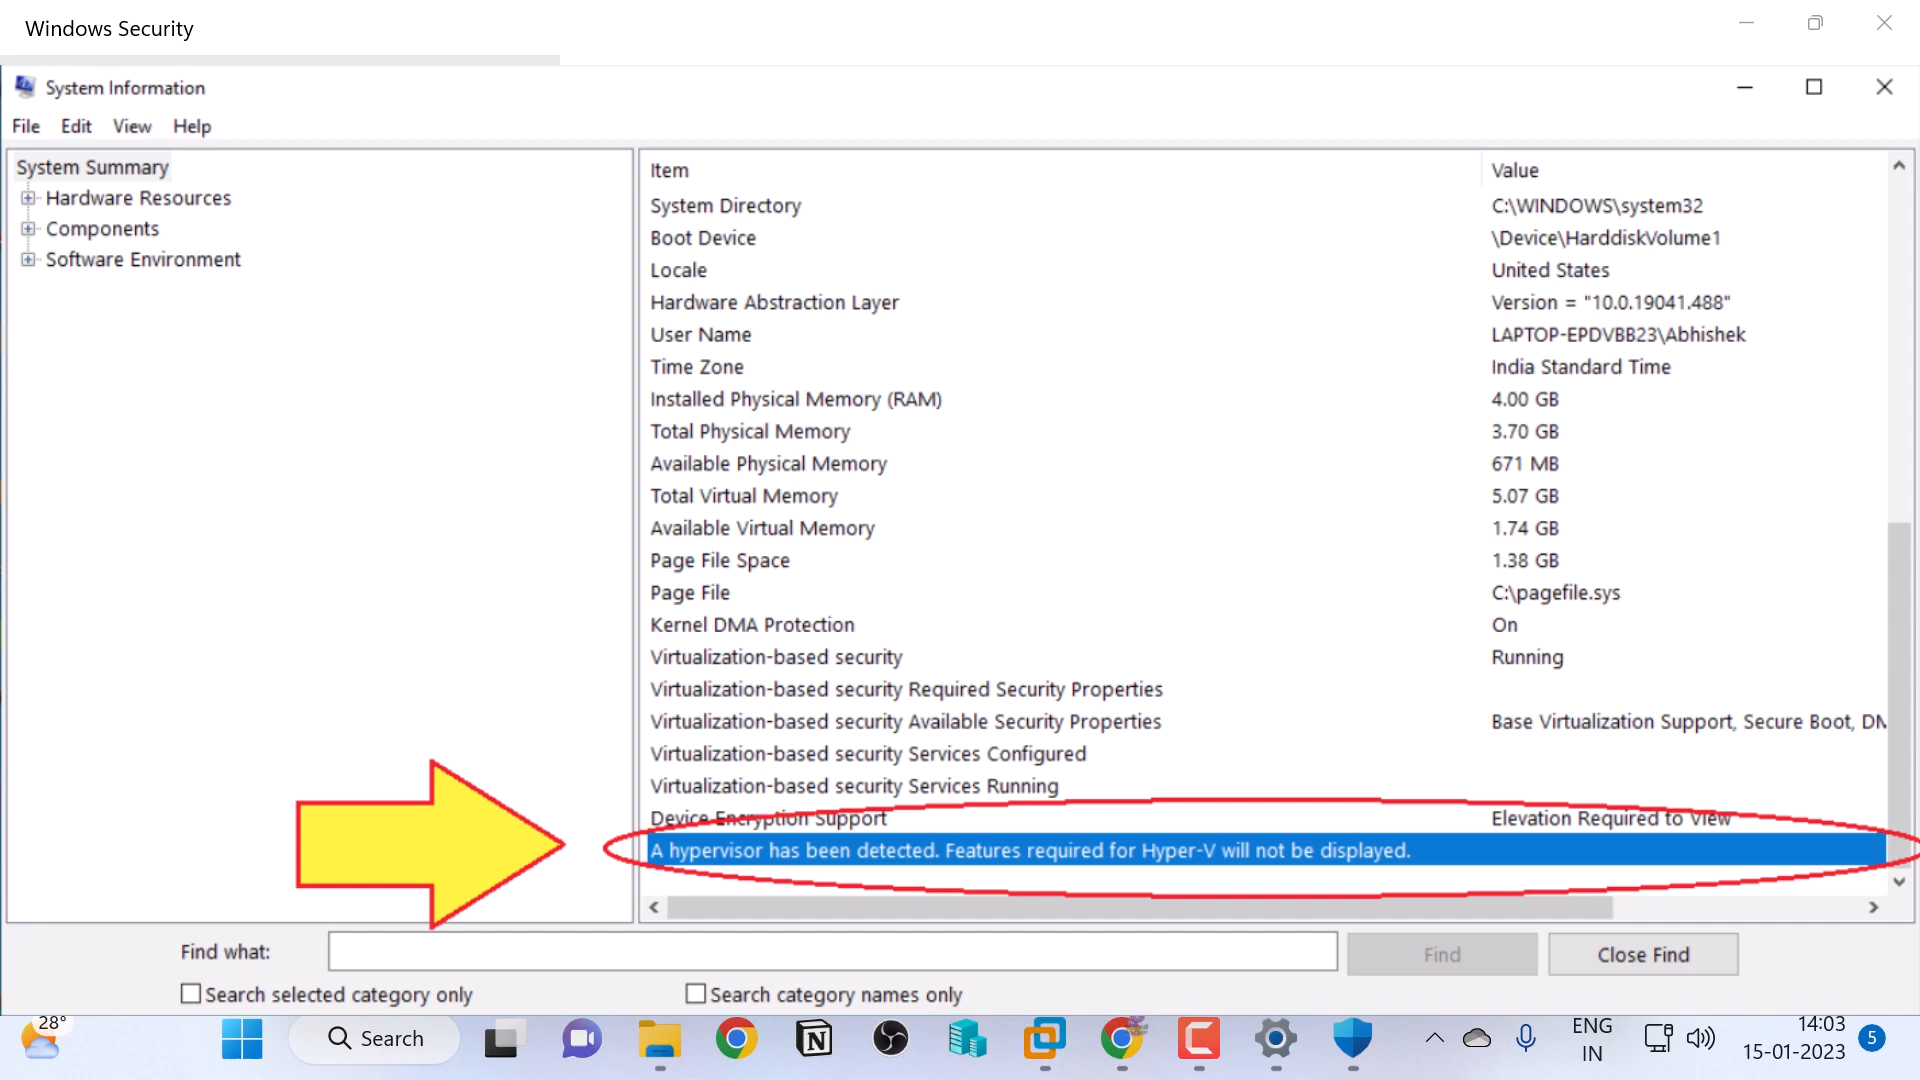 Windows Security
System Information
File Edit View Help
System Summary
Hardware Resources
Components
Software Environment
Item Value
System Directory C:\WINDOWS\system32
Boot Device \Device\HarddiskVolume1
Locale United States
Hardware Abstraction Layer Version = "10.0.19041.488"
User Name LAPTOP-EPDVBB23\Abhishek
Time Zone India Standard Time
Installed Physical Memory (RAM) 4.00 GB
Total Physical Memory 3.70 GB
Available Physical Memory 671 MB
Total Virtual Memory 5.07 GB
Available Virtual Memory 1.74 GB
Page File Space 1.38 GB
Page File C:\pagefile.sys
Kernel DMA Protection On
Virtualization-based security Running
Virtualization-based security Required Security Properties
Virtualization-based security Available Security Properties Base Virtualization Support, Secure Boot, DM
Virtualization-based security Services Configured
Virtualization-based security Services Running
Device Encryption Support Elevation Required to View
A hypervisor has been detected. Features required for Hyper-V will not be displayed.
Find what: Find Close Find
Search selected category only Search category names only
28° Search ENG IN 14:03 15-01-2023 5